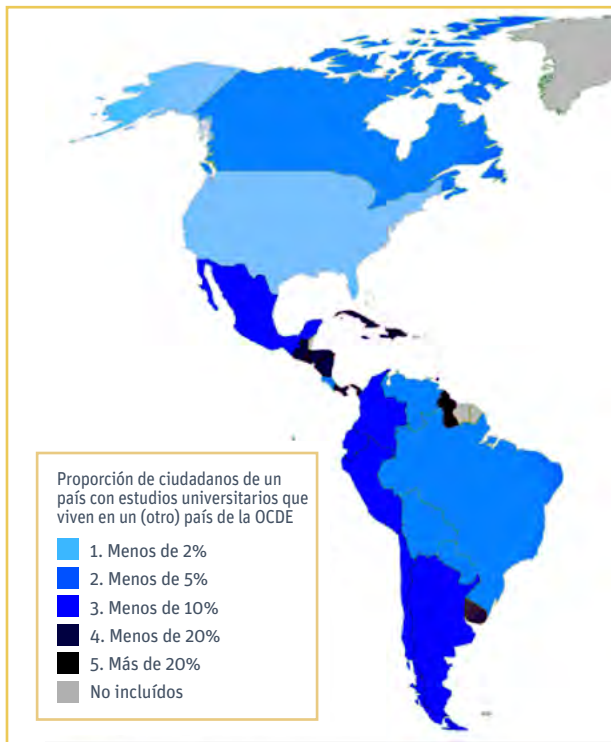 Proporción de ciudadanos de un
país con estudios universitarios que
viven en un (otro) país de la OCDE
1. Menos de 2%
2. Menos de 5%
3. Menos de 10%
4. Menos de 20%
5. Más de 20%
No incluídos